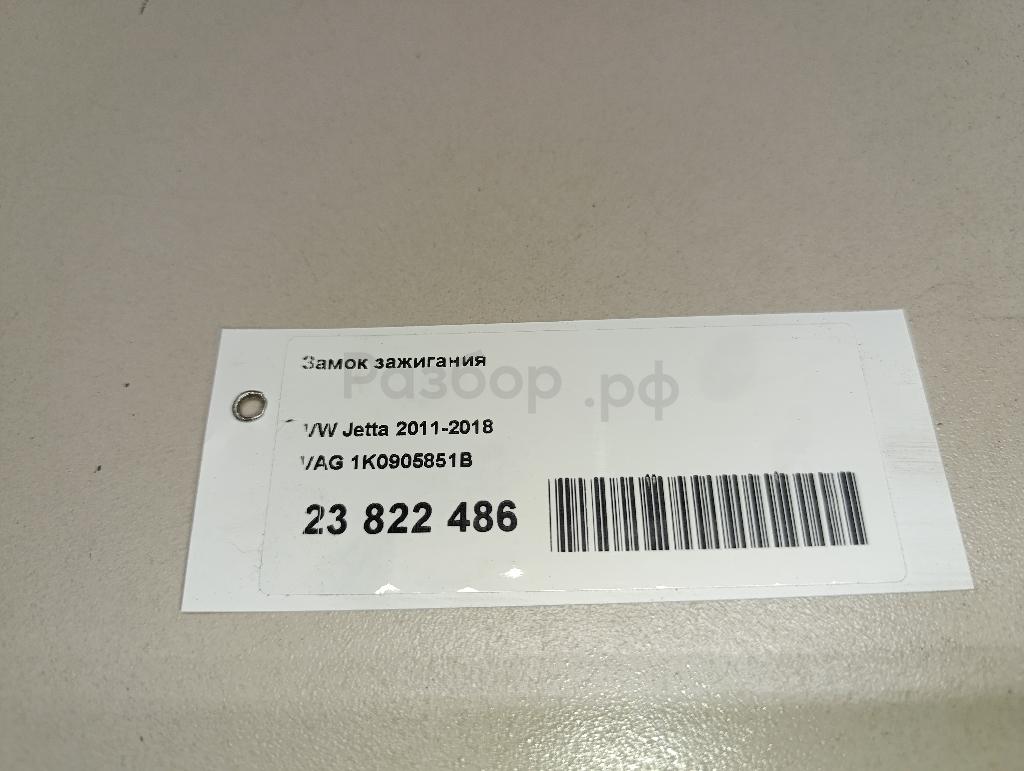 Замок зажигания
Разбор.рф
VW Jetta 2011-2018
VAG 1K0905851B
23 822 486